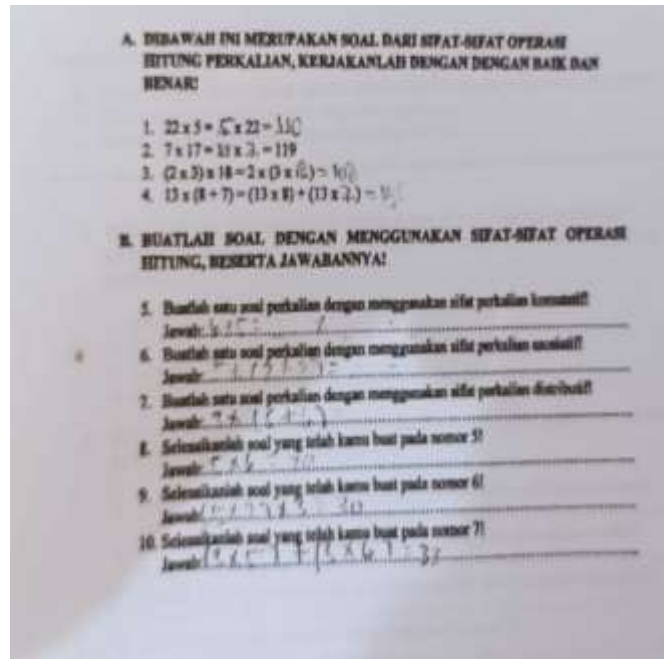 A. DIBAWAH INI MERUPAKAN SOAL DARI SIFAT-SIFAT OPERASI
HITUNG PERKALIAN, KERJAKANLAH DENGAN DENGAN BAIK DAN
BENAR!
1. 22 x 5 = 5 x 22 = 110
2. 7 x 17 = x 7 = 119
3. (2 x 3) x 18 = 2 x (3 x ) =
4. 13 x (8 + 7) = (13 x 8) + (13 x 7) =
B. BUATLAH SOAL DENGAN MENGGUNAKAN SIFAT-SIFAT OPERASI
HITUNG, BESERTA JAWABANNYA!
5. Buatlah satu soal perkalian dengan menggunakan sifat perkalian komutatif!
Jawab: 6 x 5 =
6. Buatlah satu soal perkalian dengan menggunakan sifat perkalian asosiatif!
Jawab:
7. Buatlah satu soal perkalian dengan menggunakan sifat perkalian distributif!
Jawab:
8. Selesaikanlah soal yang telah kamu buat pada nomor 5!
Jawab: 5 x 6 = 30
9. Selesaikanlah soal yang telah kamu buat pada nomor 6!
Jawab: = 30
10. Selesaikanlah soal yang telah kamu buat pada nomor 7!
Jawab: